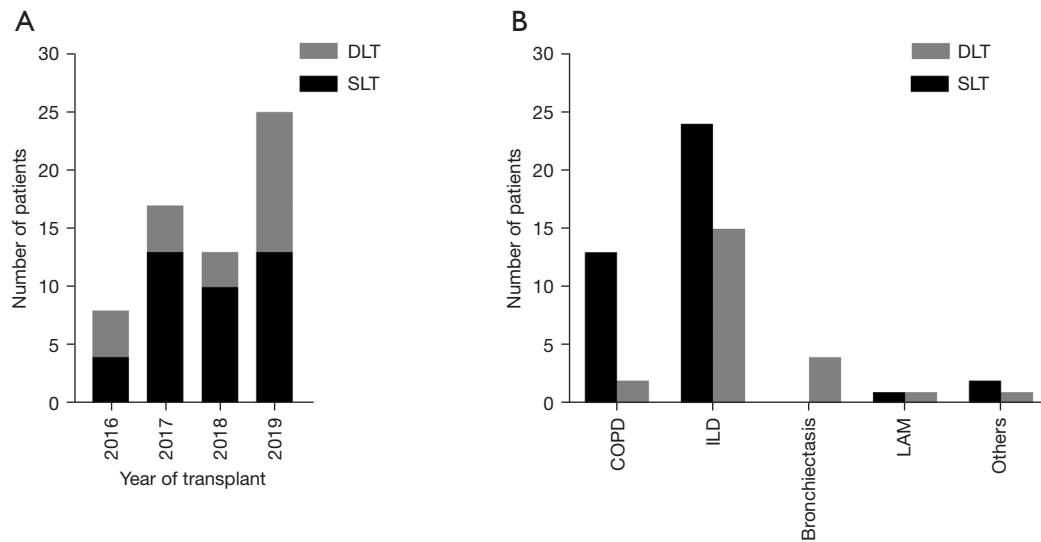 A
DLT
SLT
30
25
20
15
10
5
0
Number of patients
2016
2017
2018
2019
Year of transplant
B
DLT
SLT
30
25
20
15
10
5
0
Number of patients
COPD
ILD
Bronchiectasis
LAM
Others